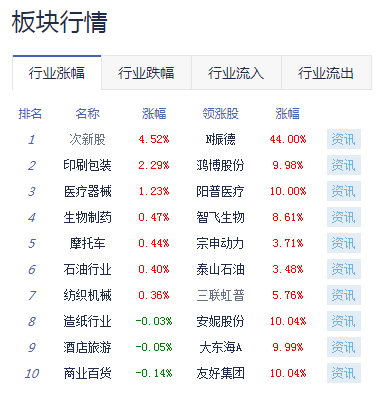 板块行情
行业涨幅 行业跌幅 行业流入 行业流出
排名 名称 涨幅 领涨股 涨幅
1 次新股 4.52% N振德 44.00% 资讯
2 印刷包装 2.29% 鸿博股份 9.98% 资讯
3 医疗器械 1.23% 阳普医疗 10.00% 资讯
4 生物制药 0.47% 智飞生物 8.61% 资讯
5 摩托车 0.44% 宗申动力 3.71% 资讯
6 石油行业 0.40% 泰山石油 3.48% 资讯
7 纺织机械 0.36% 三联虹普 5.76% 资讯
8 造纸行业 -0.03% 安妮股份 10.04% 资讯
9 酒店旅游 -0.05% 大东海A 9.99% 资讯
10 商业百货 -0.14% 友好集团 10.04% 资讯